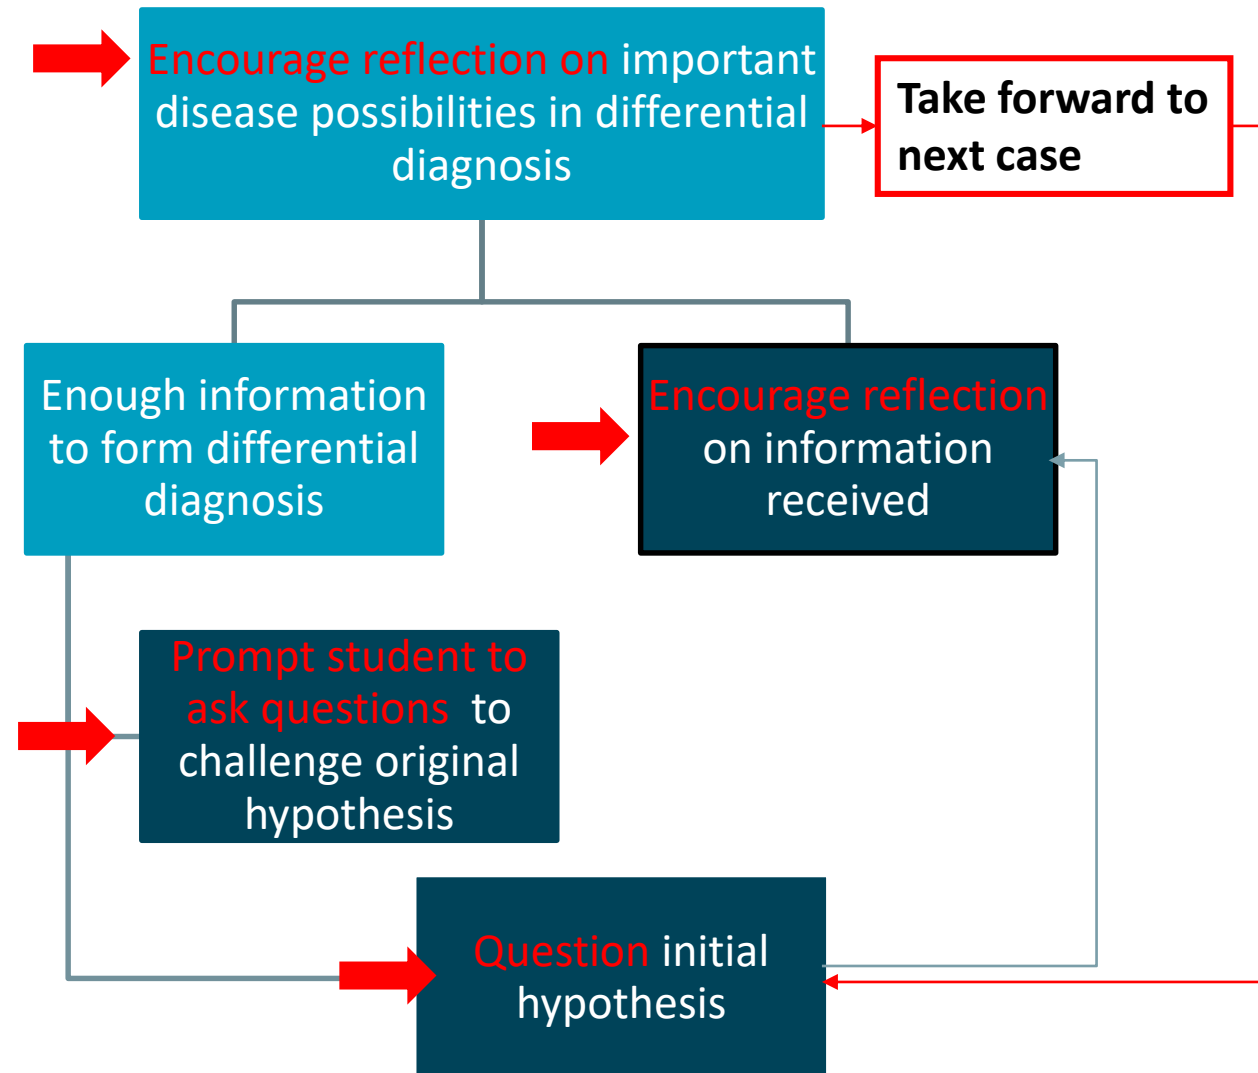 Encourage reflection on important
disease possibilities in differential
diagnosis
Take forward to
next case
Enough information
to form differential
diagnosis
Encourage reflection
on information
received
Prompt student to
ask questions to
challenge original
hypothesis
Question initial
hypothesis